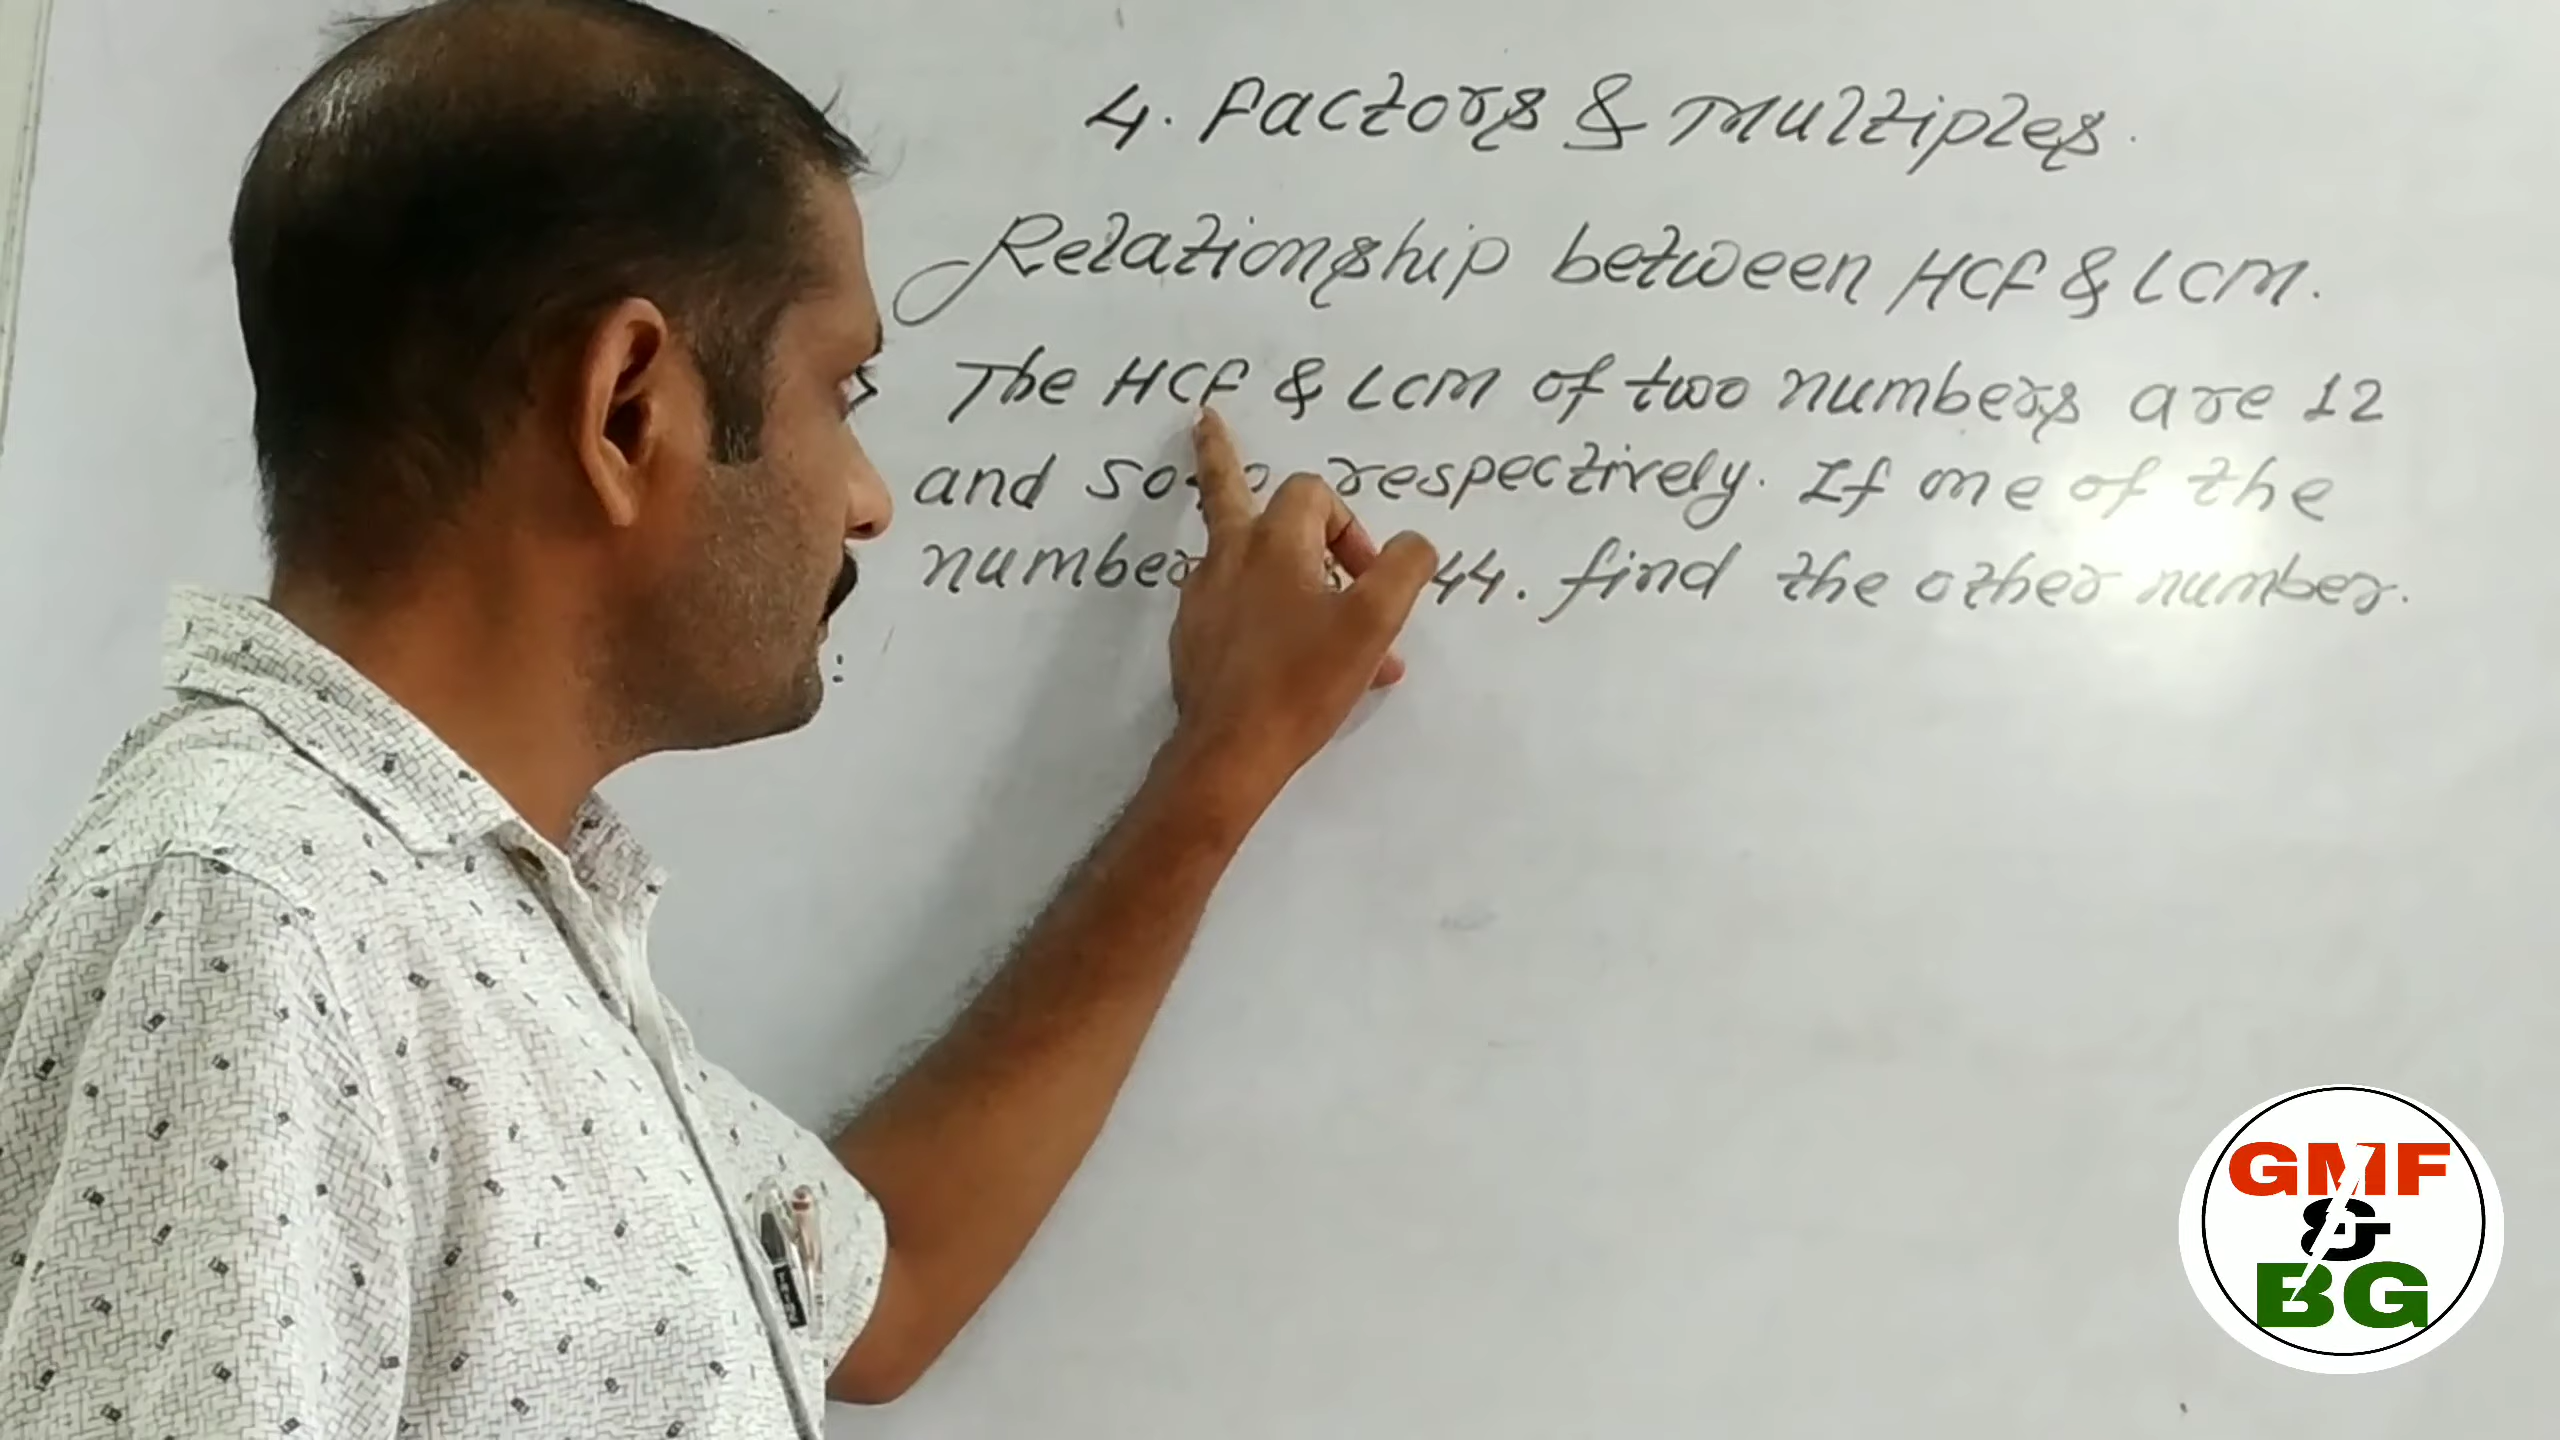 4. Factors & Multiples.
Relationship between HCF & LCM.
The HCF & LCM of two numbers are 12
and respectively. If one of the
44. find the other number.
:
GMF
&
BG